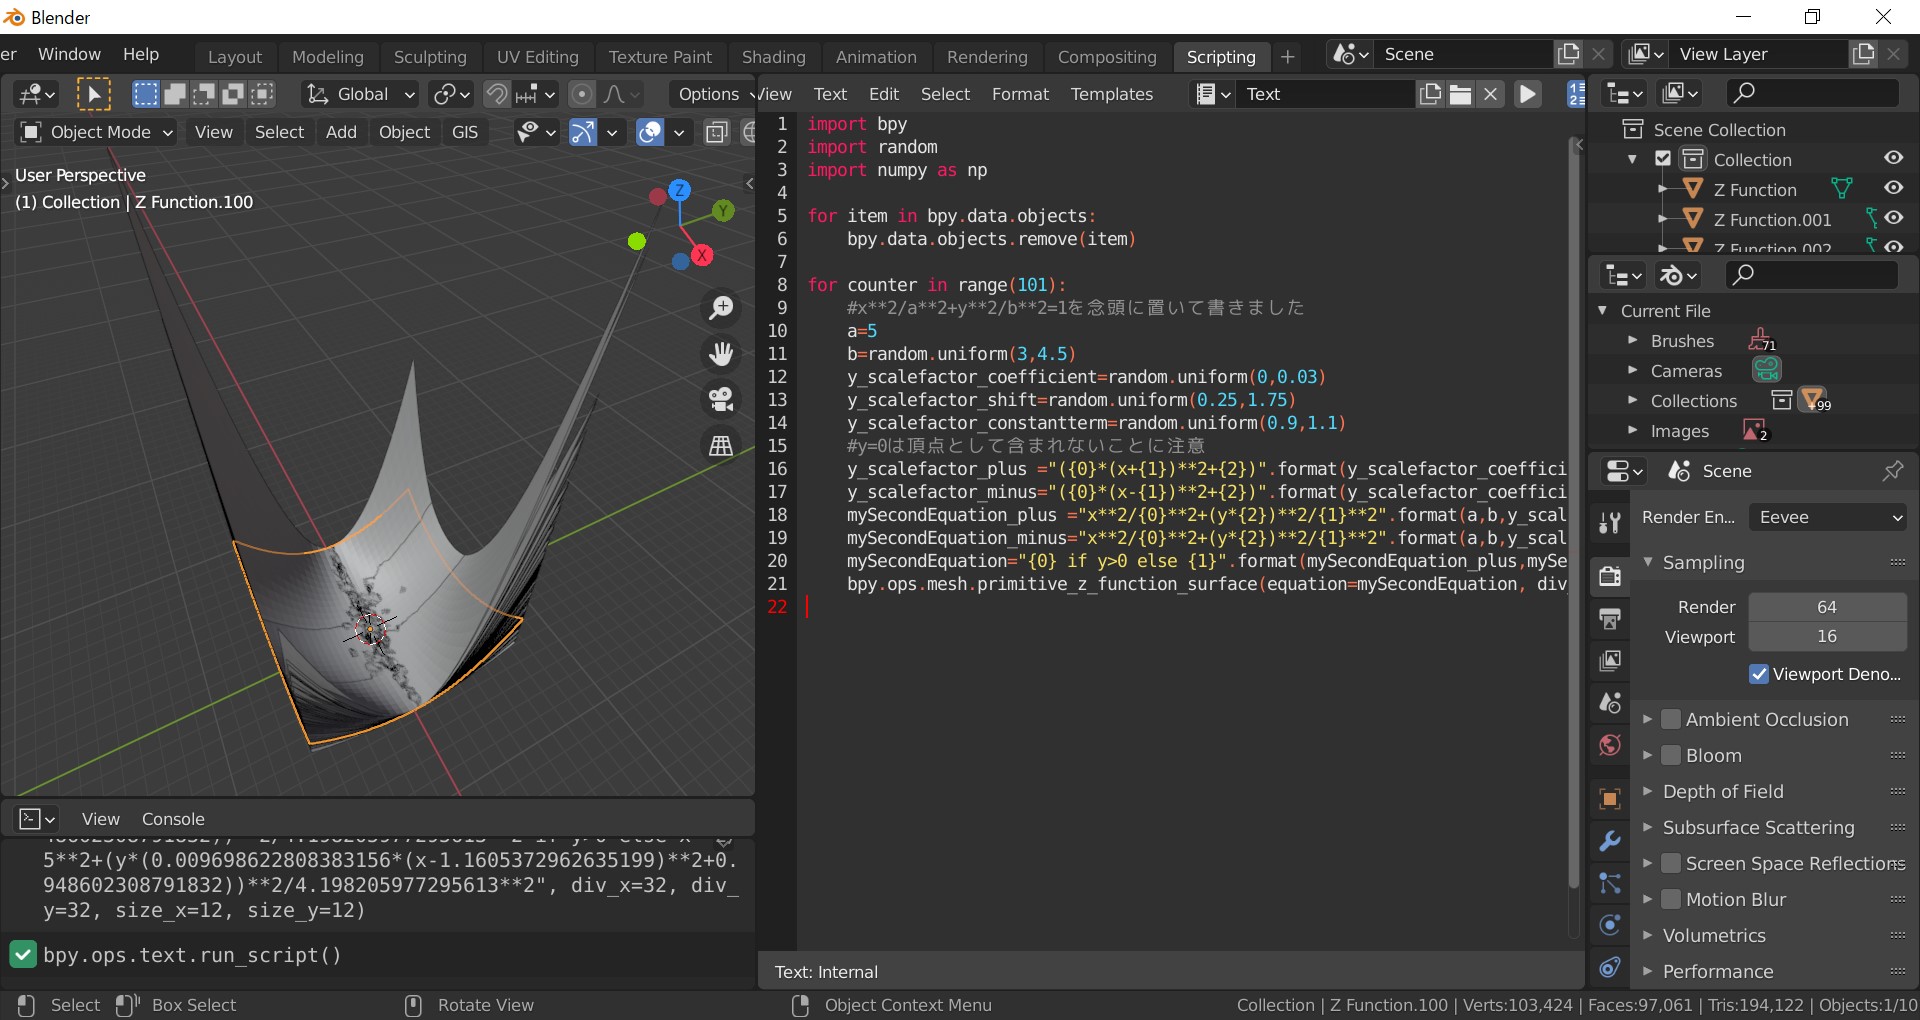 Blender
er Window Help Layout Modeling Sculpting UV Editing Texture Paint Shading Animation Rendering Compositing Scripting + Scene View Layer
Global Options
View Text Edit Select Format Templates Text
Object Mode View Select Add Object GIS
User Perspective
(1) Collection | Z Function.100
Z
Y
X
1 import bpy
2 import random
3 import numpy as np
4
5 for item in bpy.data.objects:
6 bpy.data.objects.remove(item)
7
8 for counter in range(101):
9 #x**2/a**2+y**2/b**2=1を念頭に置いて書きました
10 a=5
11 b=random.uniform(3,4.5)
12 y_scalefactor_coefficient=random.uniform(0,0.03)
13 y_scalefactor_shift=random.uniform(0.25,1.75)
14 y_scalefactor_constantterm=random.uniform(0.9,1.1)
15 #y=0は頂点として含まれないことに注意
16 y_scalefactor_plus ="({0}*(x+{1})**2+{2})".format(y_scalefactor_coeffici
17 y_scalefactor_minus="({0}*(x-{1})**2+{2})".format(y_scalefactor_coeffici
18 mySecondEquation_plus ="x**2/{0}**2+(y*{2})**2/{1}**2".format(a,b,y_scal
19 mySecondEquation_minus="x**2/{0}**2+(y*{2})**2/{1}**2".format(a,b,y_scal
20 mySecondEquation="{0} if y>0 else {1}".format(mySecondEquation_plus,mySe
21 bpy.ops.mesh.primitive_z_function_surface(equation=mySecondEquation, div
22
Text: Internal
View Console
5**2+(y*(0.009698622808383156*(x-1.1605372962635199)**2+0.
948602308791832))**2/4.198205977295613**2", div_x=32, div_
y=32, size_x=12, size_y=12)
bpy.ops.text.run_script()
Scene Collection
Collection
Z Function
Z Function.001
Z Function.002
Current File
Brushes 71
Cameras
Collections +99
Images 2
Scene
Render En... Eevee
Sampling
Render 64
Viewport 16
Viewport Deno...
Ambient Occlusion
Bloom
Depth of Field
Subsurface Scattering
Screen Space Reflections
Motion Blur
Volumetrics
Performance
Select Box Select Rotate View Object Context Menu Collection | Z Function.100 | Verts:103,424 | Faces:97,061 | Tris:194,122 | Objects:1/10